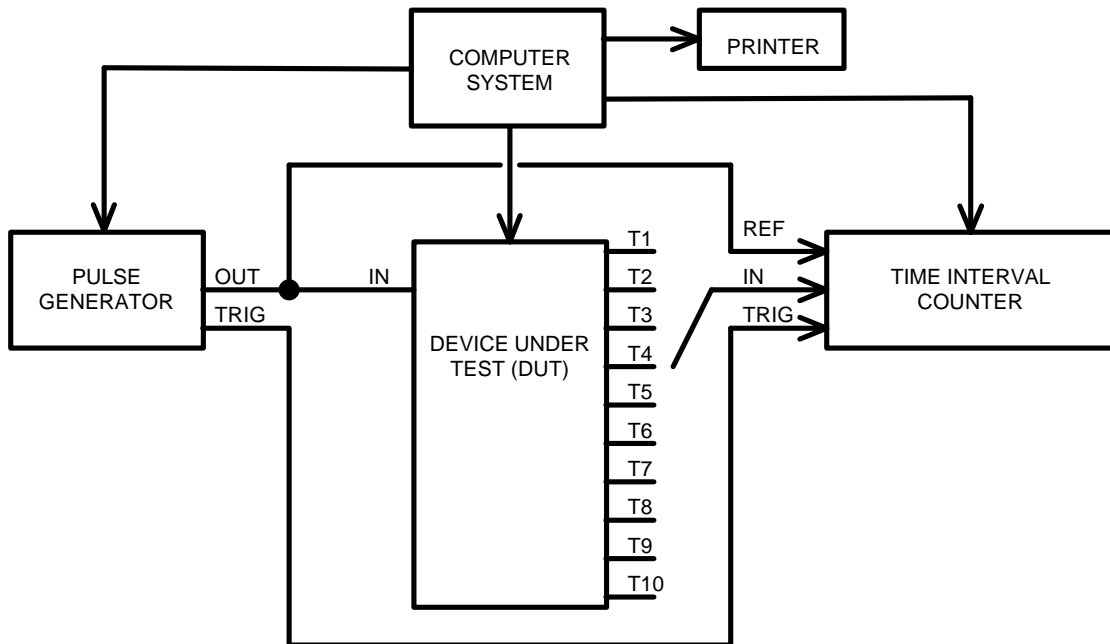 COMPUTER
SYSTEM
PRINTER
PULSE
GENERATOR
OUT
TRIG
IN
DEVICE UNDER
TEST (DUT)
T1
T2
T3
T4
T5
T6
T7
T8
T9
T10
REF
IN
TRIG
TIME INTERVAL
COUNTER